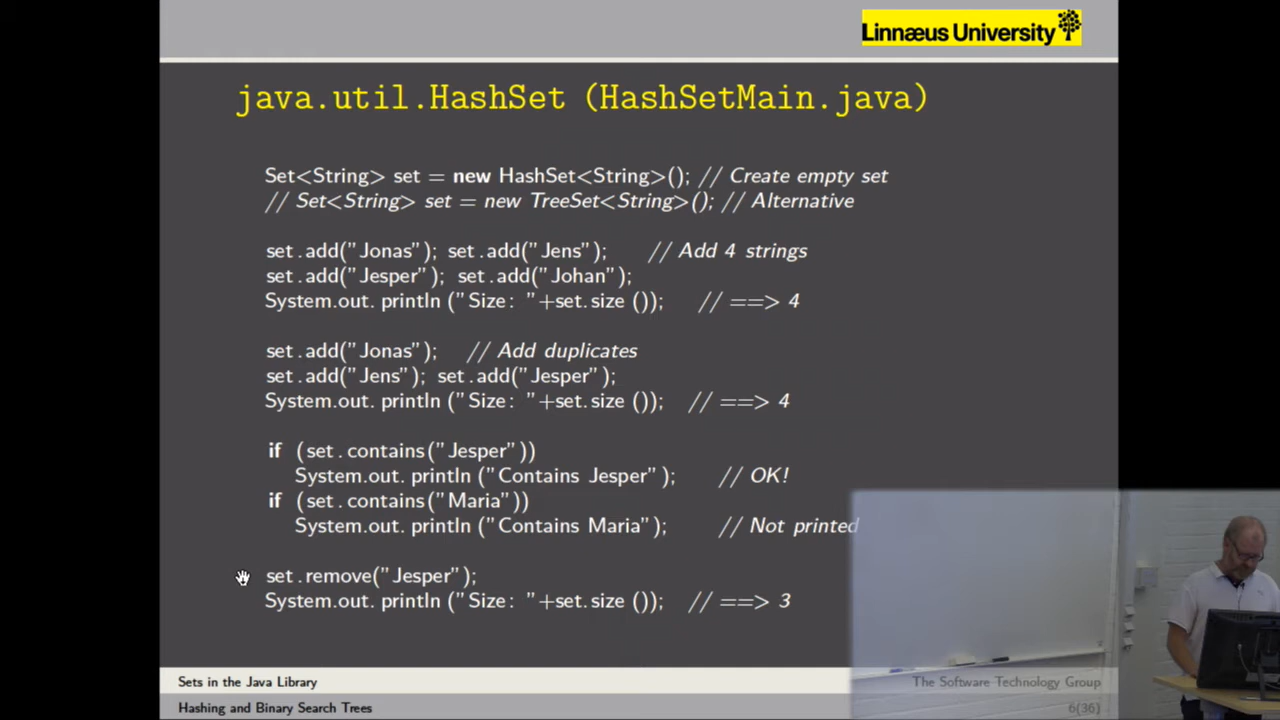 Linnæus University
java.util.HashSet (HashSetMain.java)
Set<String> set = new HashSet<String>(); // Create empty set
// Set<String> set = new TreeSet<String>(); // Alternative
set.add("Jonas"); set.add("Jens"); // Add 4 strings
set.add("Jesper"); set.add("Johan");
System.out.println("Size: "+set.size()); // ==> 4
set.add("Jonas"); // Add duplicates
set.add("Jens"); set.add("Jesper");
System.out.println("Size: "+set.size()); // ==> 4
if (set.contains("Jesper"))
System.out.println("Contains Jesper"); // OK!
if (set.contains("Maria"))
System.out.println("Contains Maria"); // Not printed
set.remove("Jesper");
System.out.println("Size: "+set.size()); // ==> 3
Sets in the Java Library
The Software Technology Group
Hashing and Binary Search Trees
6(36)